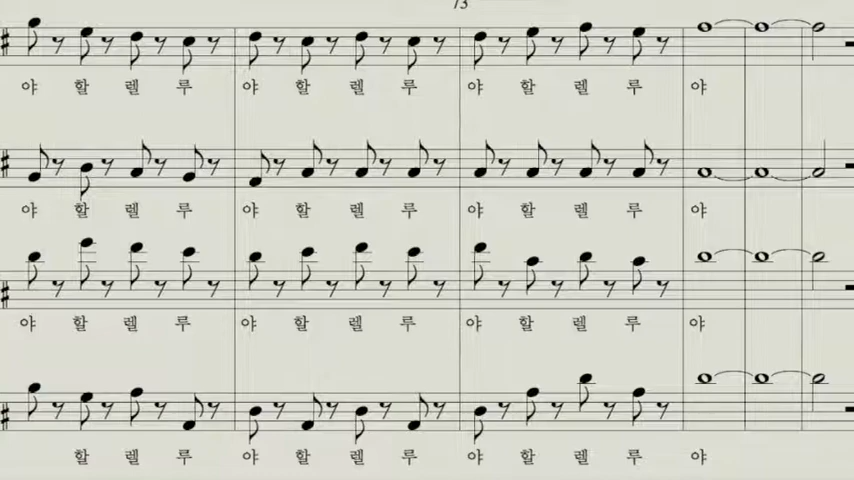 73
야 할 렐 루 야 할 렐 루 야 할 렐 루 야
야 할 렐 루 야 할 렐 루 야 할 렐 루 야
야 할 렐 루 야 할 렐 루 야 할 렐 루 야
할 렐 루 야 할 렐 루 야 할 렐 루 야